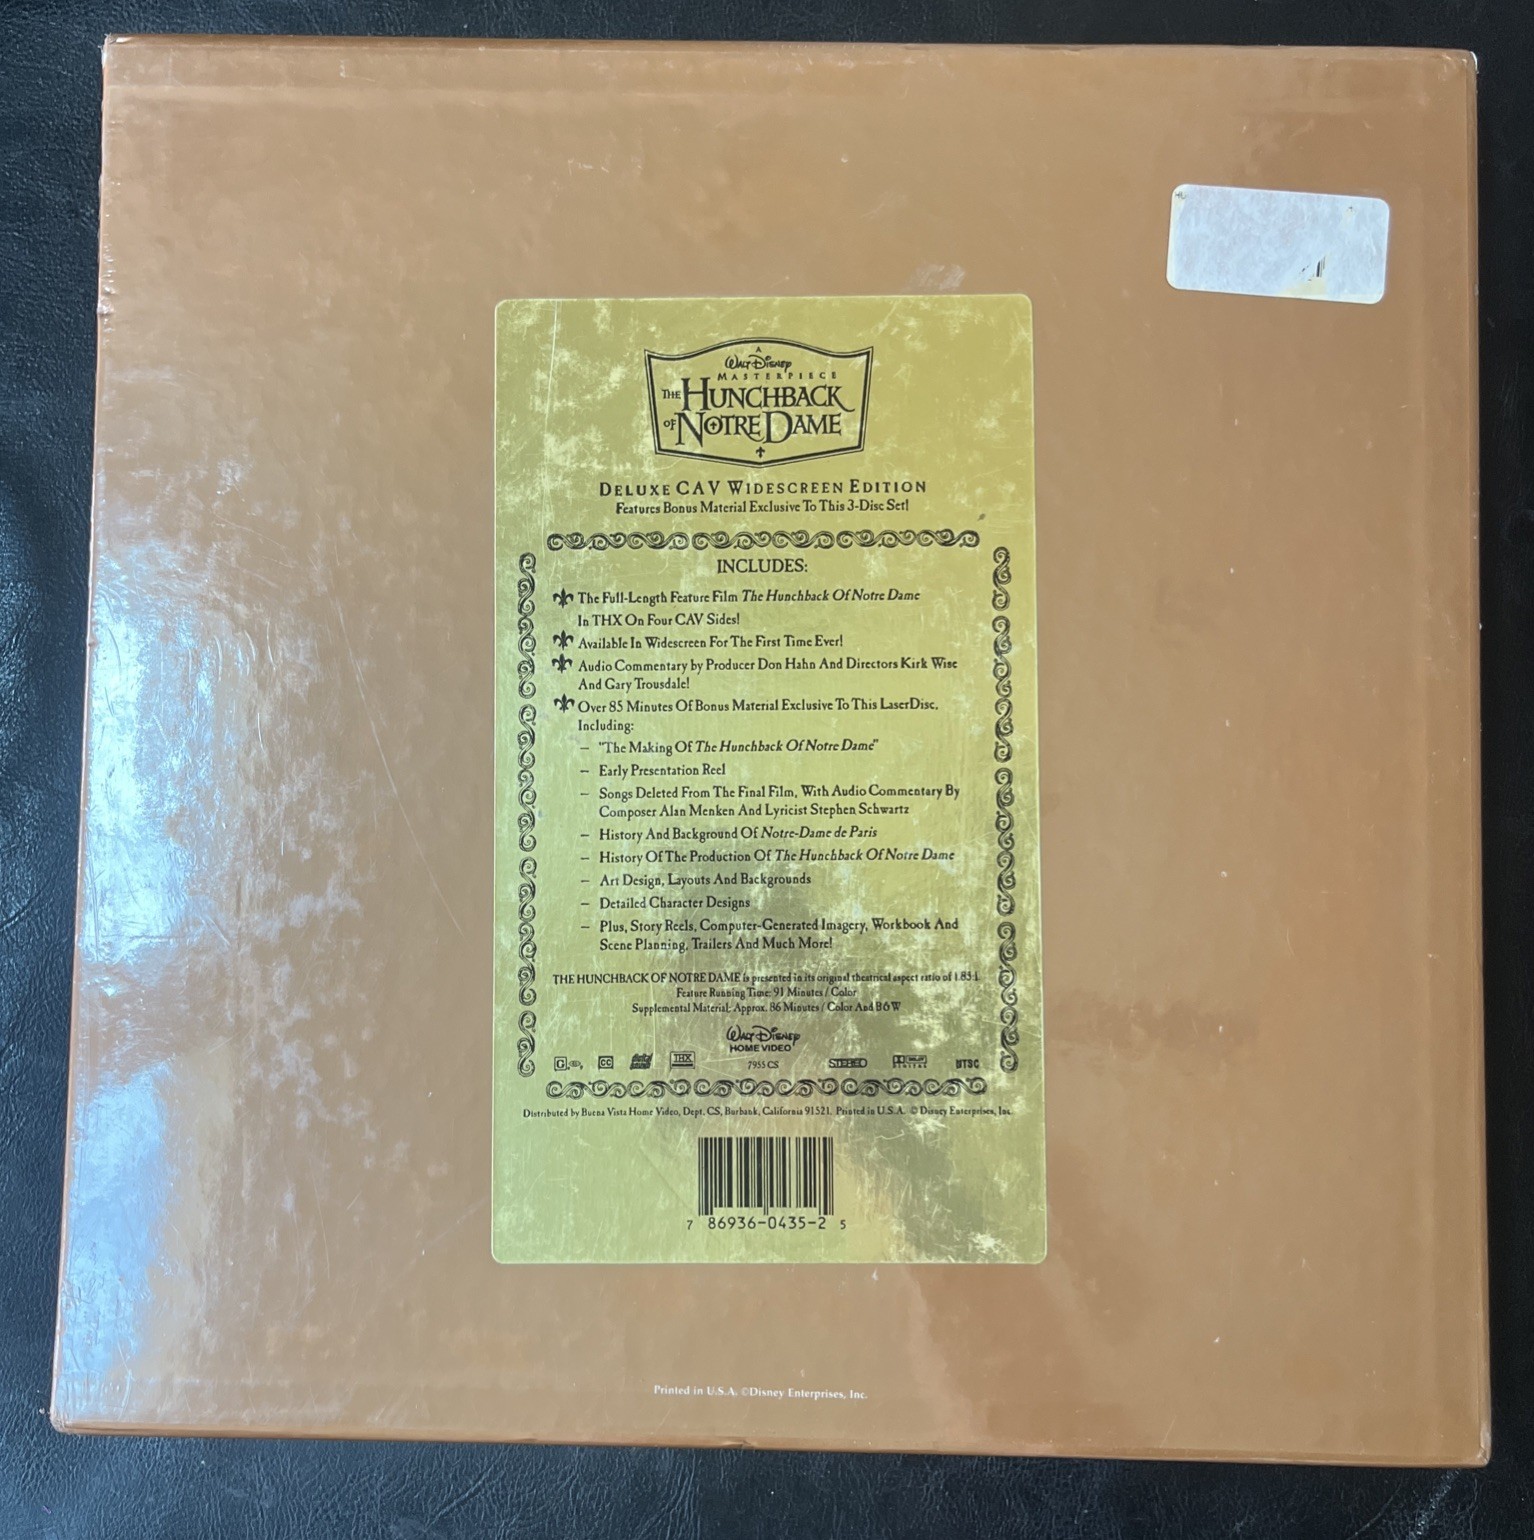 A
Walt Disney
MASTERPIECE
THE HUNCHBACK
OF NOTRE DAME
DELUXE CAV WIDESCREEN EDITION
Features Bonus Material Exclusive To This 3-Disc Set!
INCLUDES:
The Full-Length Feature Film The Hunchback Of Notre Dame
In THX On Four CAV Sides!
Available In Widescreen For The First Time Ever!
Audio Commentary by Producer Don Hahn And Directors Kirk Wise
And Gary Trousdale!
Over 85 Minutes Of Bonus Material Exclusive To This LaserDisc,
Including:
– "The Making Of The Hunchback Of Notre Dame"
– Early Presentation Reel
– Songs Deleted From The Final Film, With Audio Commentary By
Composer Alan Menken And Lyricist Stephen Schwartz
– History And Background Of Notre-Dame de Paris
– History Of The Production Of The Hunchback Of Notre Dame
– Art Design, Layouts And Backgrounds
– Detailed Character Designs
– Plus, Story Reels, Computer-Generated Imagery, Workbook And
Scene Planning, Trailers And Much More!
THE HUNCHBACK OF NOTRE DAME is presented in its original theatrical aspect ratio of 1.85:1.
Feature Running Time: 91 Minutes / Color
Supplemental Material: Approx. 86 Minutes / Color And B&W
Walt Disney
HOME VIDEO
G CC THX 7955 CS STEREO DIGITAL NTSC
Distributed by Buena Vista Home Video, Dept. CS, Burbank, California 91521. Printed in U.S.A. © Disney Enterprises, Inc.
7 86936-0435-2 5
Printed in U.S.A. ©Disney Enterprises, Inc.